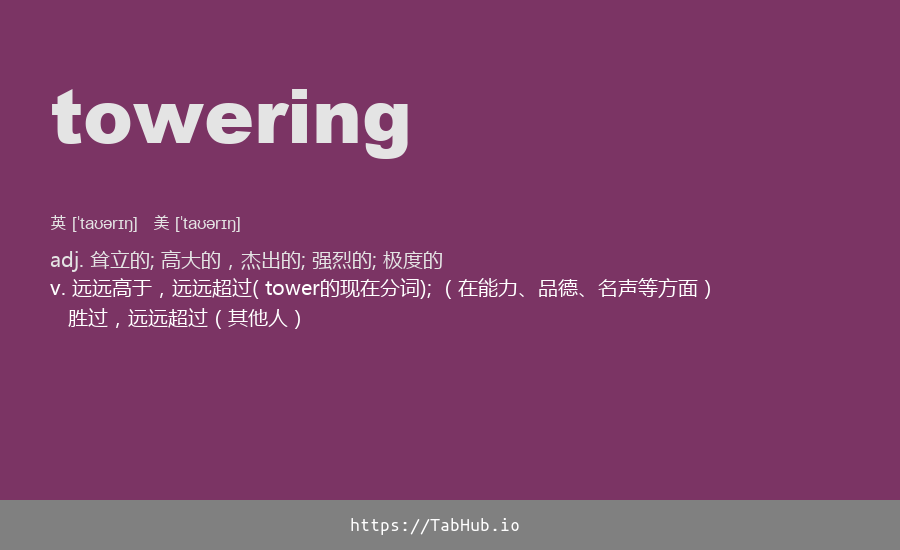 towering
英 [ˈtaʊərɪŋ] 美 [ˈtaʊərɪŋ]
adj. 耸立的; 高大的，杰出的; 强烈的; 极度的
v. 远远高于，远远超过( tower的现在分词); （在能力、品德、名声等方面）
胜过，远远超过（其他人）
https://TabHub.io